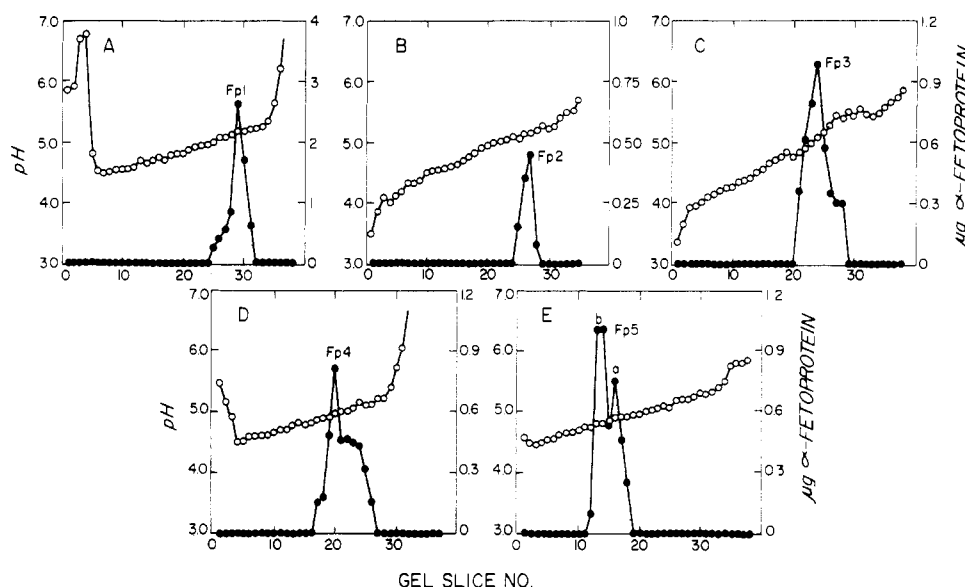 7.0 4 7.0 1.0 7.0 1.2
A B C
6.0 3 6.0 0.75 6.0 0.9
Fp1 Fp2 Fp3
pH 5.0 2 5.0 0.50 5.0 0.6
4.0 1 4.0 0.25 4.0 0.3
3.0 0 3.0 0 3.0 0
0 10 20 30 0 10 20 30 0 10 20 30
µg α-FETOPROTEIN
7.0 1.2 7.0 1.2
D E
6.0 0.9 6.0 0.9
Fp4 b Fp5 a
pH 5.0 0.6 5.0 0.6
4.0 0.3 4.0 0.3
3.0 0 3.0 0
0 10 20 30 0 10 20 30
µg α-FETOPROTEIN
GEL SLICE NO.